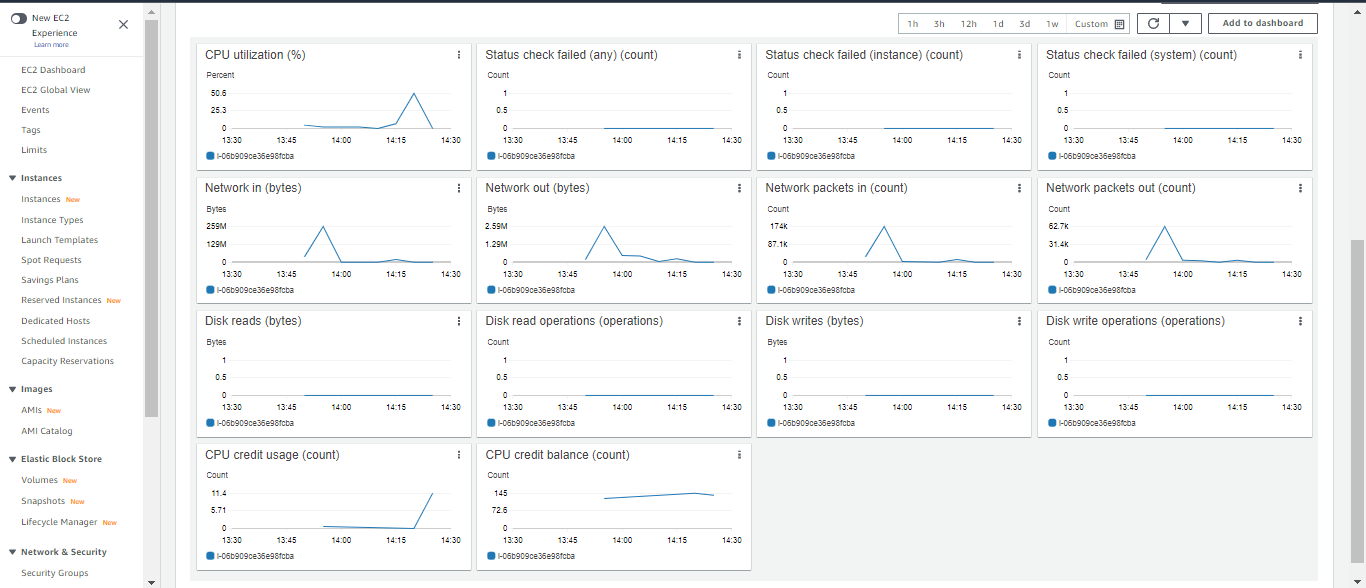 New EC2
Experience
Learn more
EC2 Dashboard
EC2 Global View
Events
Tags
Limits
Instances
Instances New
Instance Types
Launch Templates
Spot Requests
Savings Plans
Reserved Instances New
Dedicated Hosts
Scheduled Instances
Capacity Reservations
Images
AMIs New
AMI Catalog
Elastic Block Store
Volumes New
Snapshots New
Lifecycle Manager New
Network & Security
Security Groups
1h 3h 12h 1d 3d 1w Custom
Add to dashboard
CPU utilization (%)
Percent
50.6
25.3
0
13:30 13:45 14:00 14:15 14:30
i-06b909ce36e98fcba
Status check failed (any) (count)
Count
1
0.5
0
13:30 13:45 14:00 14:15 14:30
i-06b909ce36e98fcba
Status check failed (instance) (count)
Count
1
0.5
0
13:30 13:45 14:00 14:15 14:30
i-06b909ce36e98fcba
Status check failed (system) (count)
Count
1
0.5
0
13:30 13:45 14:00 14:15 14:30
i-06b909ce36e98fcba
Network in (bytes)
Bytes
259M
129M
0
13:30 13:45 14:00 14:15 14:30
i-06b909ce36e98fcba
Network out (bytes)
Bytes
2.59M
1.29M
0
13:30 13:45 14:00 14:15 14:30
i-06b909ce36e98fcba
Network packets in (count)
Count
174k
87.1k
0
13:30 13:45 14:00 14:15 14:30
i-06b909ce36e98fcba
Network packets out (count)
Count
62.7k
31.4k
0
13:30 13:45 14:00 14:15 14:30
i-06b909ce36e98fcba
Disk reads (bytes)
Bytes
1
0.5
0
13:30 13:45 14:00 14:15 14:30
i-06b909ce36e98fcba
Disk read operations (operations)
Count
1
0.5
0
13:30 13:45 14:00 14:15 14:30
i-06b909ce36e98fcba
Disk writes (bytes)
Bytes
1
0.5
0
13:30 13:45 14:00 14:15 14:30
i-06b909ce36e98fcba
Disk write operations (operations)
Count
1
0.5
0
13:30 13:45 14:00 14:15 14:30
i-06b909ce36e98fcba
CPU credit usage (count)
Count
11.4
5.71
0
13:30 13:45 14:00 14:15 14:30
i-06b909ce36e98fcba
CPU credit balance (count)
Count
145
72.6
0
13:30 13:45 14:00 14:15 14:30
i-06b909ce36e98fcba